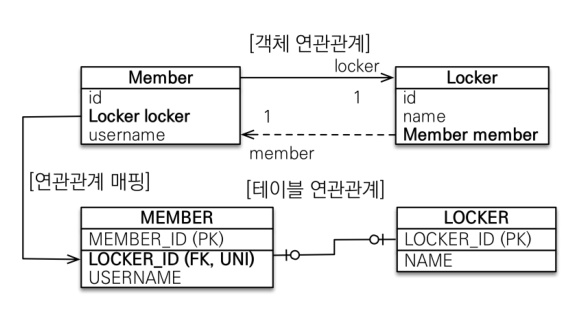 [객체 연관관계]
locker
Member
id
Locker locker
username
1
1
member
Locker
id
name
Member member
[연관관계 매핑]
[테이블 연관관계]
MEMBER
MEMBER_ID (PK)
LOCKER_ID (FK, UNI)
USERNAME
LOCKER
LOCKER_ID (PK)
NAME